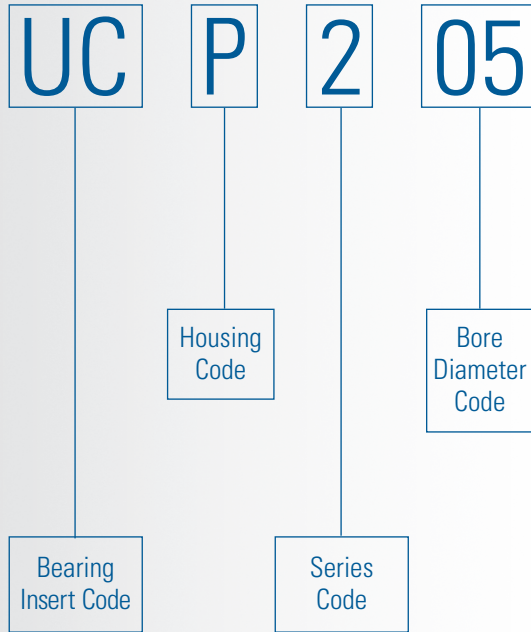 UC P 2 05
Housing
Code
Bore
Diameter
Code
Bearing
Insert Code
Series
Code